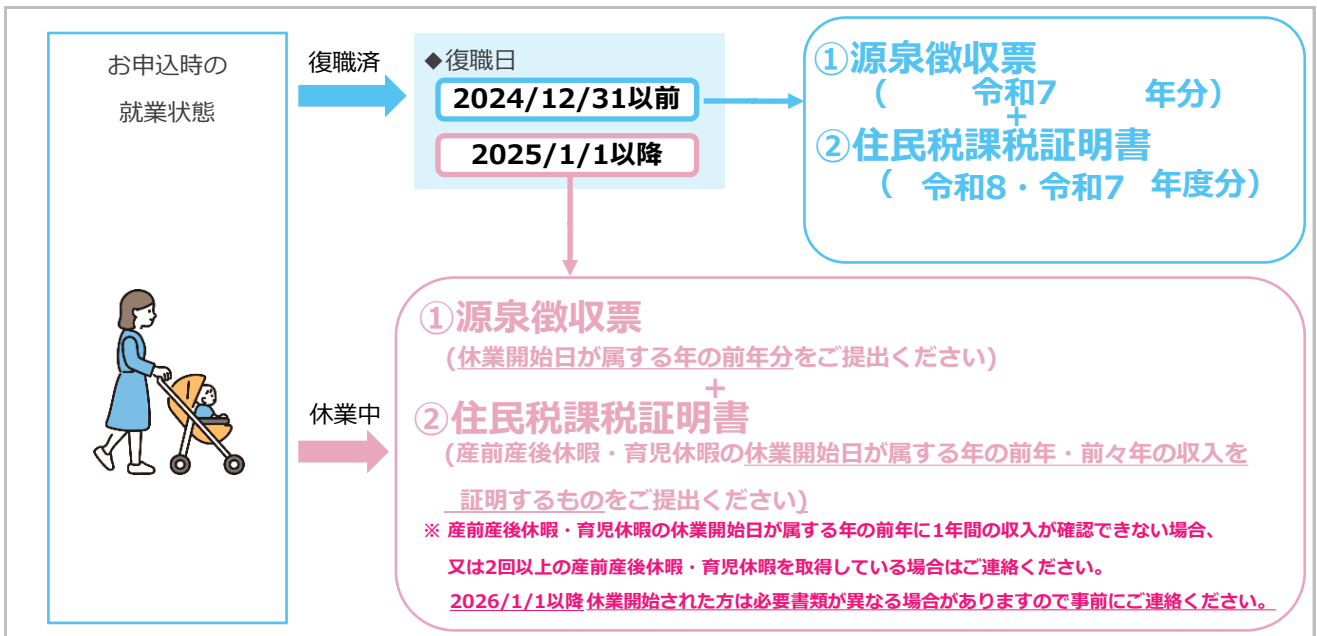 お申込時の
就業状態
復職済
◆復職日
2024/12/31以前
2025/1/1以降
①源泉徴収票
（　令和7　年分）
+
②住民税課税証明書
（ 令和8・令和7 年度分）
休業中
①源泉徴収票
(休業開始日が属する年の前年分をご提出ください)
+
②住民税課税証明書
(産前産後休暇・育児休暇の休業開始日が属する年の前年・前々年の収入を
証明するものをご提出ください)
※ 産前産後休暇・育児休暇の休業開始日が属する年の前年に1年間の収入が確認できない場合、
又は2回以上の産前産後休暇・育児休暇を取得している場合はご連絡ください。
2026/1/1以降 休業開始された方は必要書類が異なる場合がありますので事前にご連絡ください。